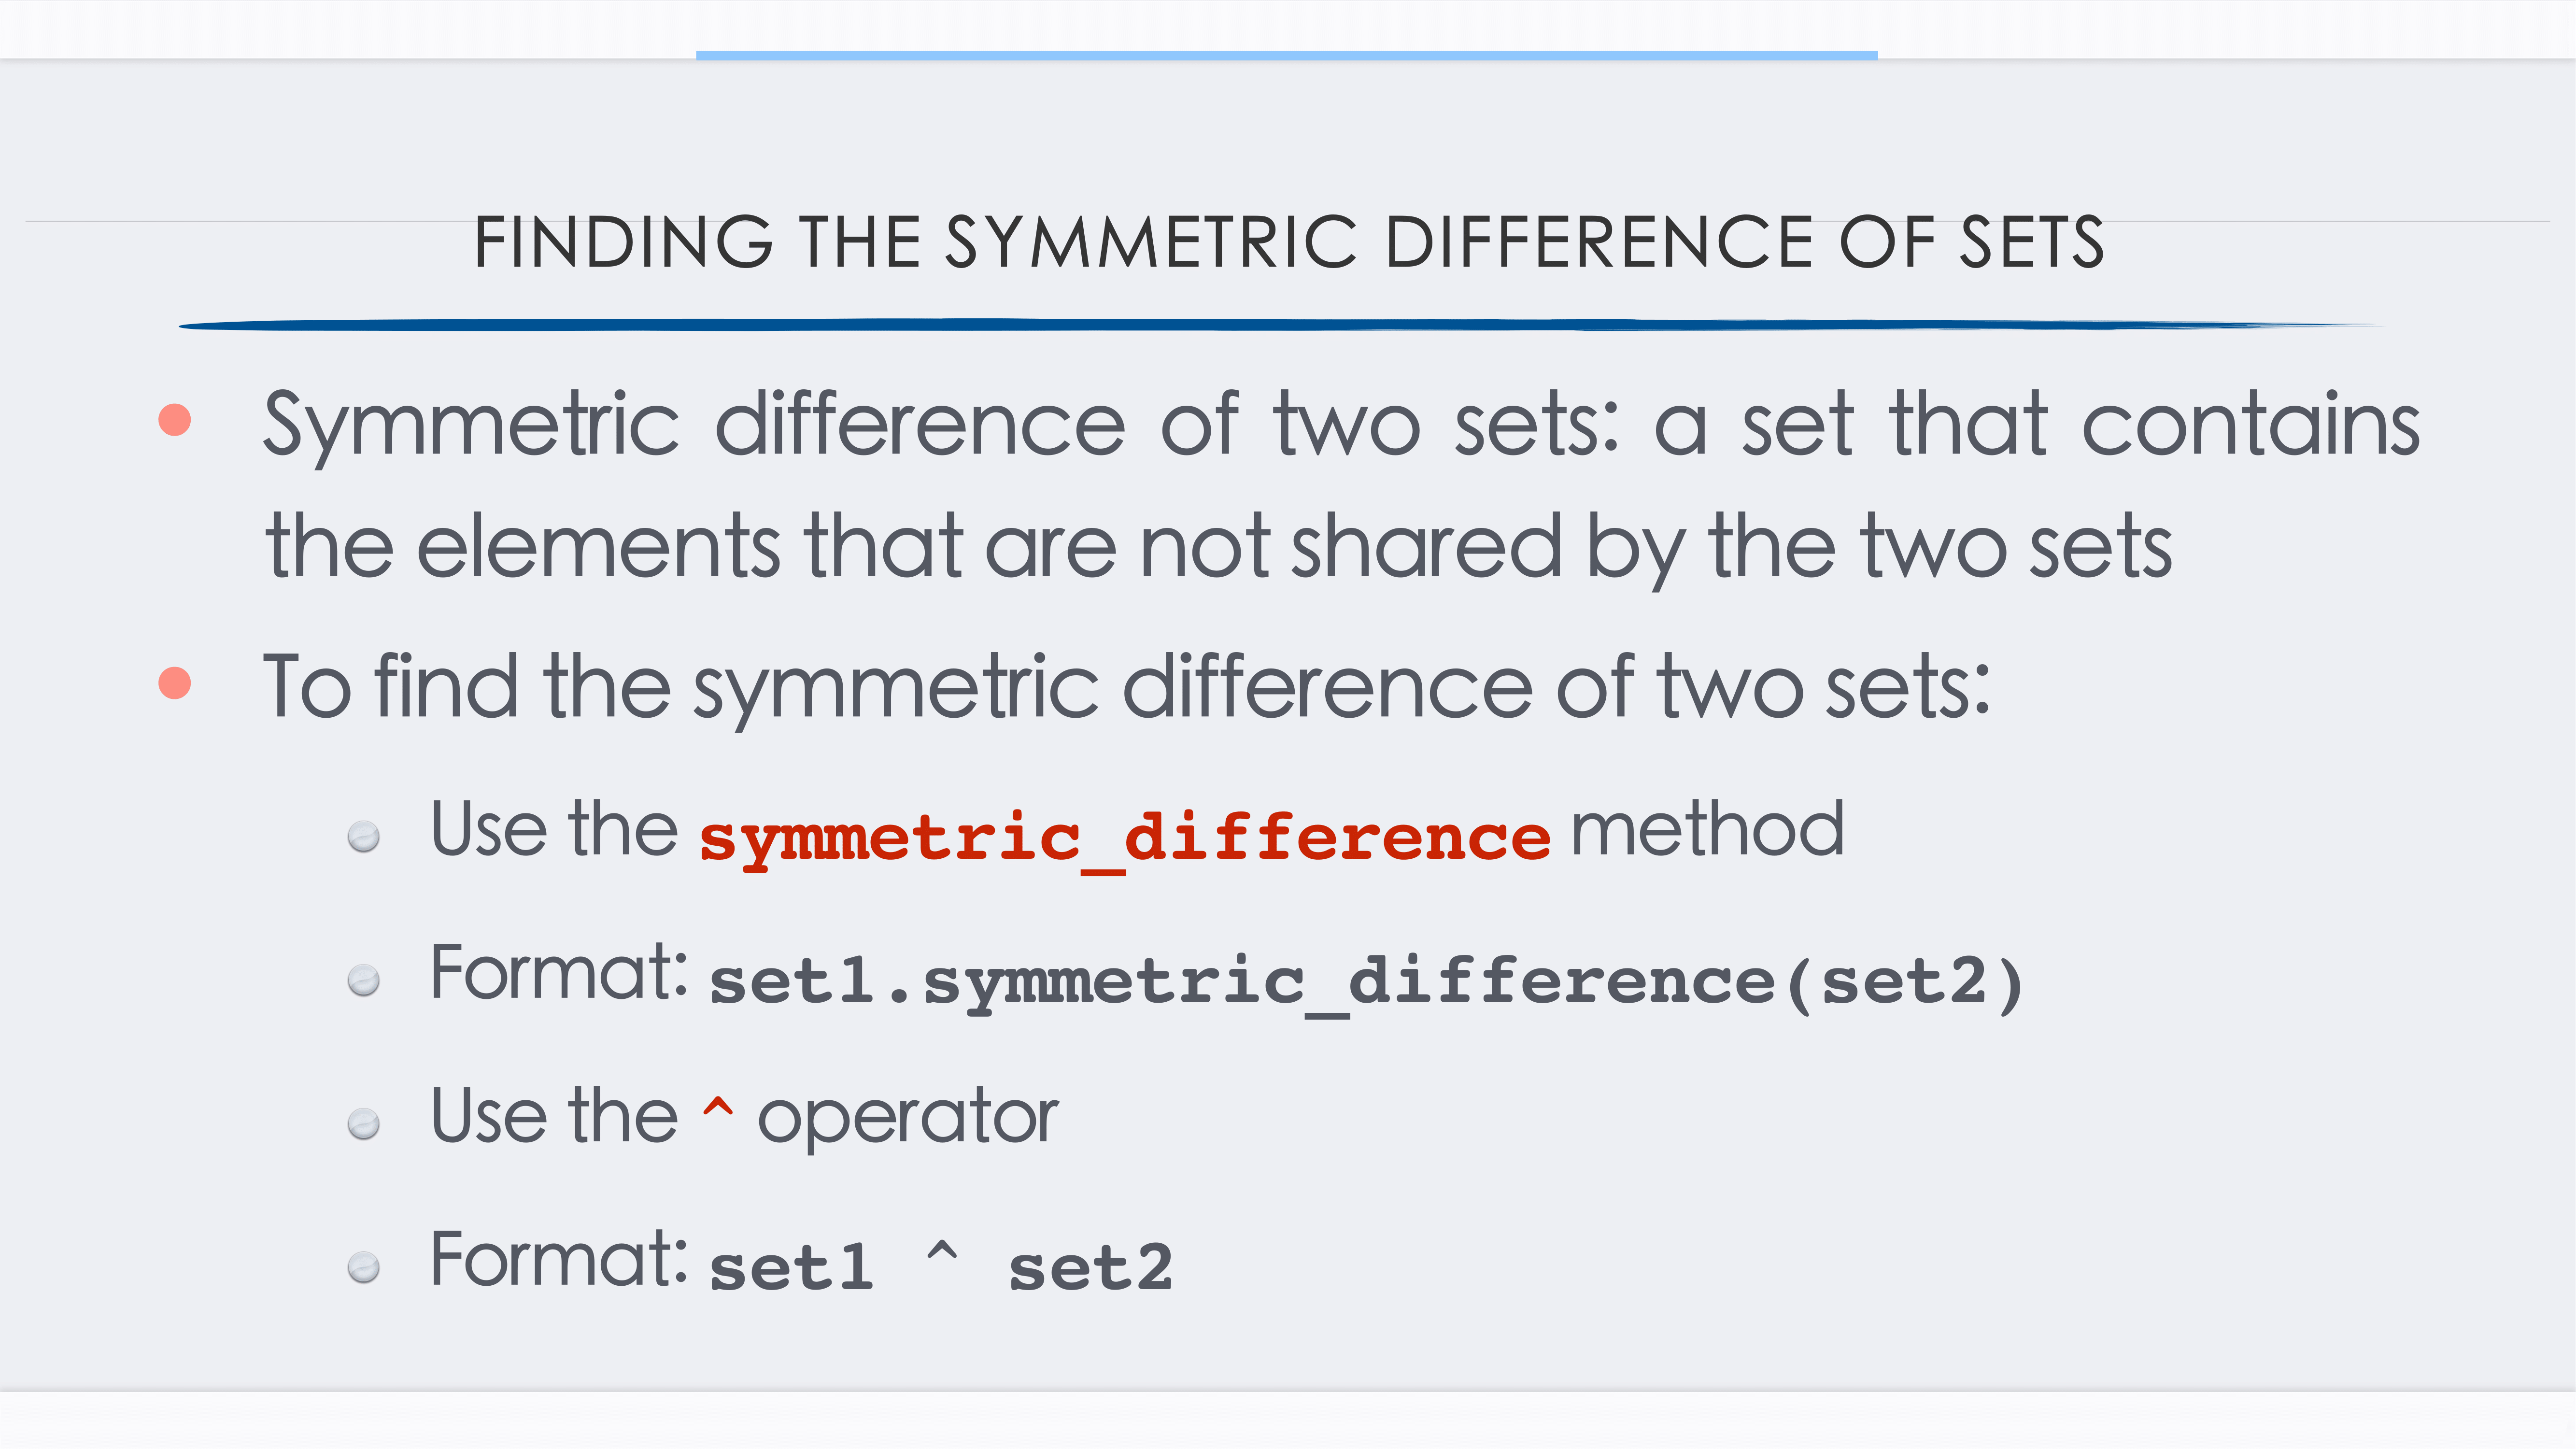 FINDING THE SYMMETRIC DIFFERENCE OF SETS
Symmetric difference of two sets: a set that contains
the elements that are not shared by the two sets
To find the symmetric difference of two sets:
Use the symmetric_difference method
Format: set1.symmetric_difference(set2)
Use the ^ operator
Format: set1 ^ set2